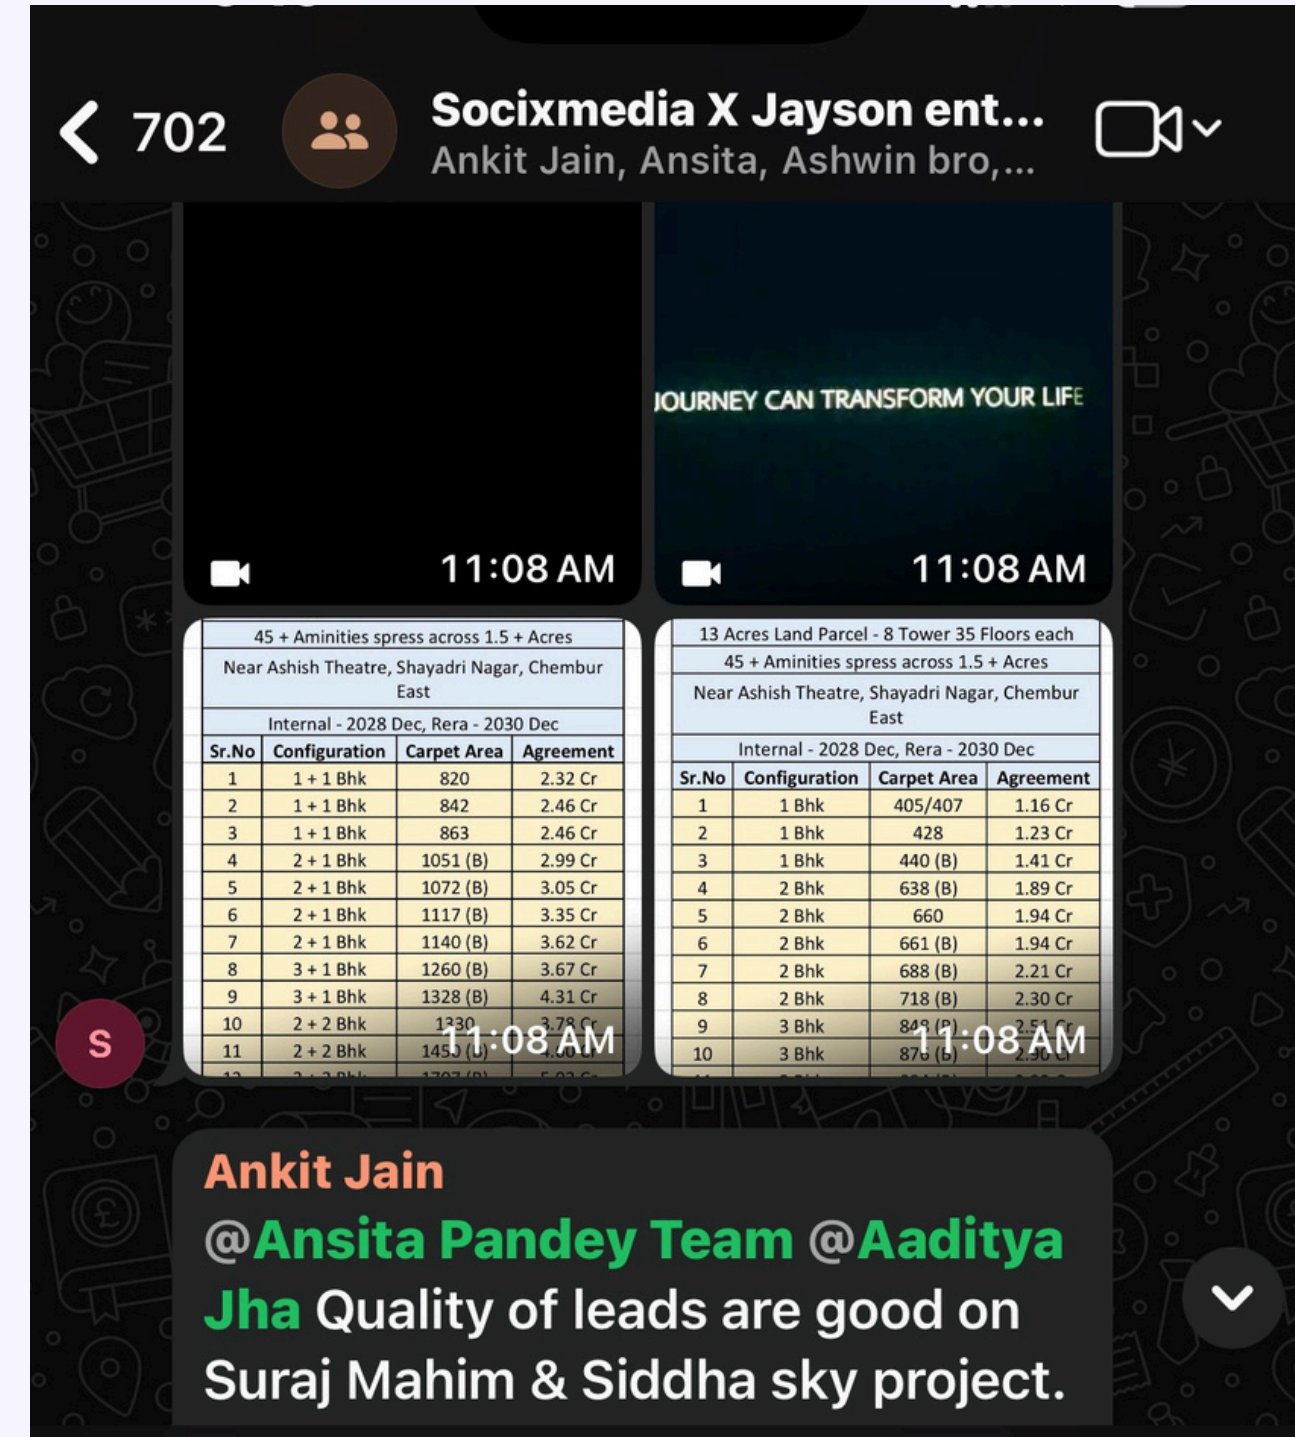 702
Socixmedia X Jayson ent...
Ankit Jain, Ansita, Ashwin bro,...
JOURNEY CAN TRANSFORM YOUR LIFE
11:08 AM
11:08 AM
45 + Aminities spress across 1.5 + Acres
Near Ashish Theatre, Shayadri Nagar, Chembur
East
Internal - 2028 Dec, Rera - 2030 Dec
Sr.No Configuration Carpet Area Agreement
1 1 + 1 Bhk 820 2.32 Cr
2 1 + 1 Bhk 842 2.46 Cr
3 1 + 1 Bhk 863 2.46 Cr
4 2 + 1 Bhk 1051 (B) 2.99 Cr
5 2 + 1 Bhk 1072 (B) 3.05 Cr
6 2 + 1 Bhk 1117 (B) 3.35 Cr
7 2 + 1 Bhk 1140 (B) 3.62 Cr
8 3 + 1 Bhk 1260 (B) 3.67 Cr
9 3 + 1 Bhk 1328 (B) 4.31 Cr
10 2 + 2 Bhk 1330 3.78 Cr
11 2 + 2 Bhk
11:08 AM
13 Acres Land Parcel - 8 Tower 35 Floors each
45 + Aminities spress across 1.5 + Acres
Near Ashish Theatre, Shayadri Nagar, Chembur
East
Internal - 2028 Dec, Rera - 2030 Dec
Sr.No Configuration Carpet Area Agreement
1 1 Bhk 405/407 1.16 Cr
2 1 Bhk 428 1.23 Cr
3 1 Bhk 440 (B) 1.41 Cr
4 2 Bhk 638 (B) 1.89 Cr
5 2 Bhk 660 1.94 Cr
6 2 Bhk 661 (B) 1.94 Cr
7 2 Bhk 688 (B) 2.21 Cr
8 2 Bhk 718 (B) 2.30 Cr
9 3 Bhk
10 3 Bhk
11:08 AM
S
Ankit Jain
@Ansita Pandey Team @Aaditya
Jha Quality of leads are good on
Suraj Mahim & Siddha sky project.